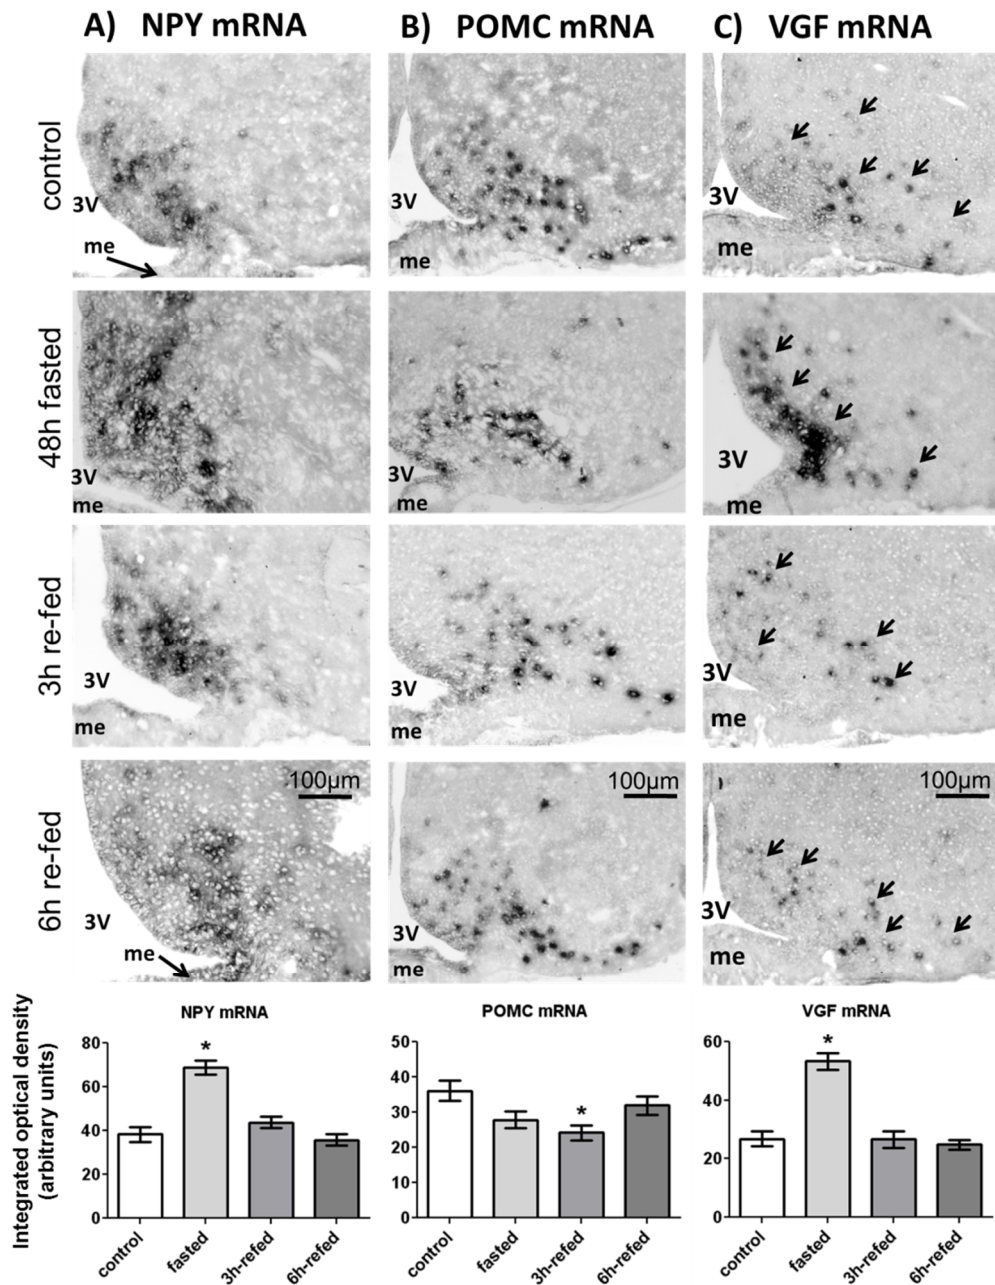 A) NPY mRNA
B) POMC mRNA
C) VGF mRNA
control
3V
me
3V
me
3V
me
48h fasted
3V
me
3V
me
3V
me
3h re-fed
3V
me
3V
me
3V
me
6h re-fed
100µm
3V
me
100µm
3V
me
100µm
3V
me
Integrated optical density
(arbitrary units)
NPY mRNA
80
60
40
20
0
*
control
fasted
3h-refed
6h-refed
POMC mRNA
50
40
30
20
10
0
*
control
fasted
3h-refed
6h-refed
VGF mRNA
60
40
20
0
*
control
fasted
3h-refed
6h-refed